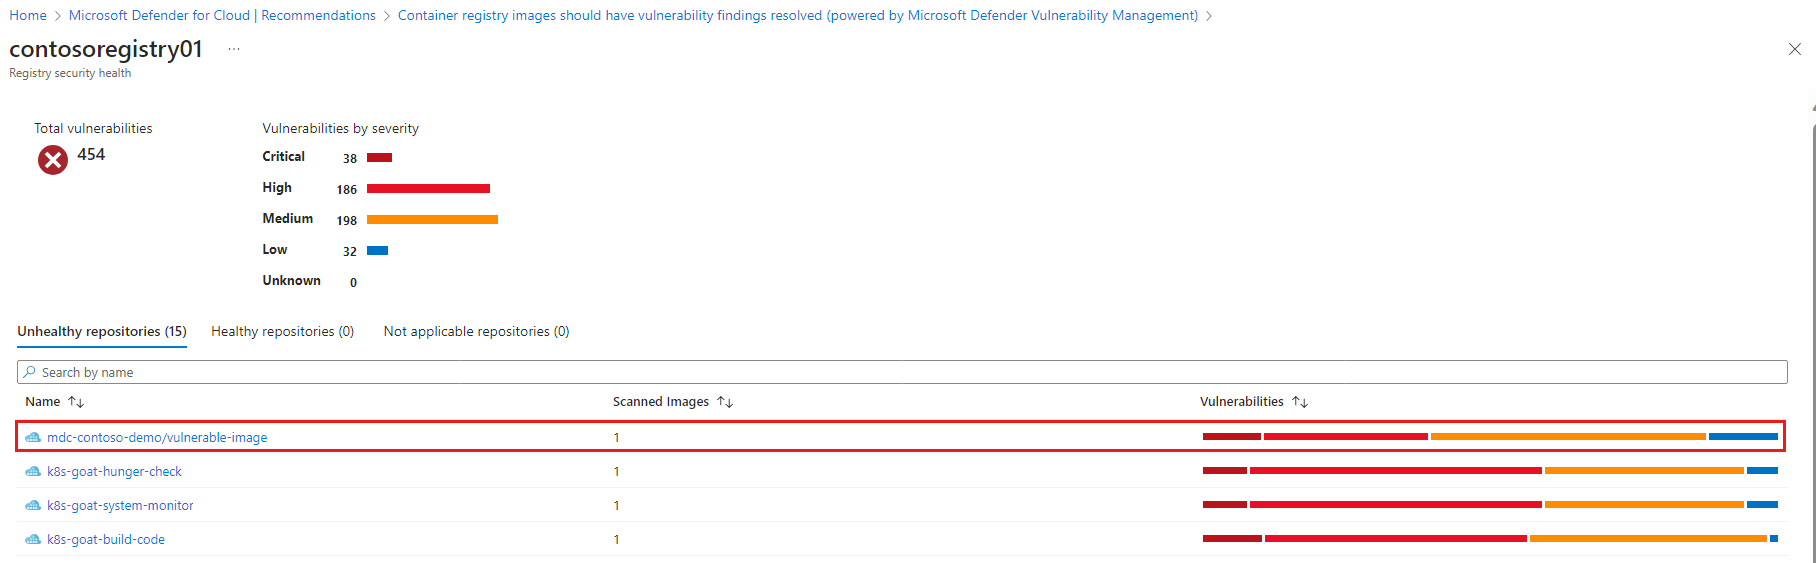 Home > Microsoft Defender for Cloud | Recommendations > Container registry images should have vulnerability findings resolved (powered by Microsoft Defender Vulnerability Management) >
contosoregistry01 ...
Registry security health
Total vulnerabilities
454
Vulnerabilities by severity
Critical 38
High 186
Medium 198
Low 32
Unknown 0
Unhealthy repositories (15) Healthy repositories (0) Not applicable repositories (0)
Search by name
Name ↑↓ Scanned Images ↑↓ Vulnerabilities ↑↓
mdc-contoso-demo/vulnerable-image 1
k8s-goat-hunger-check 1
k8s-goat-system-monitor 1
k8s-goat-build-code 1